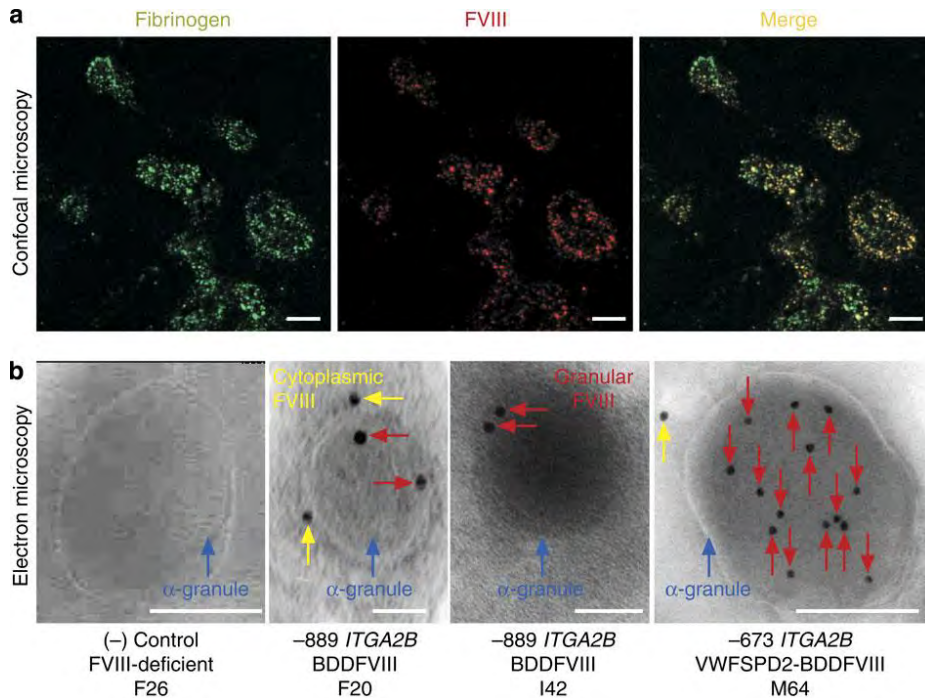 a
Fibrinogen
FVIII
Merge
Confocal microscopy
b
Electron microscopy
Cytoplasmic
FVIII
Granular
FVIII
α-granule
α-granule
α-granule
α-granule
(–) Control
FVIII-deficient
F26
–889 ITGA2B
BDDFVIII
F20
–889 ITGA2B
BDDFVIII
I42
–673 ITGA2B
VWFSPD2-BDDFVIII
M64